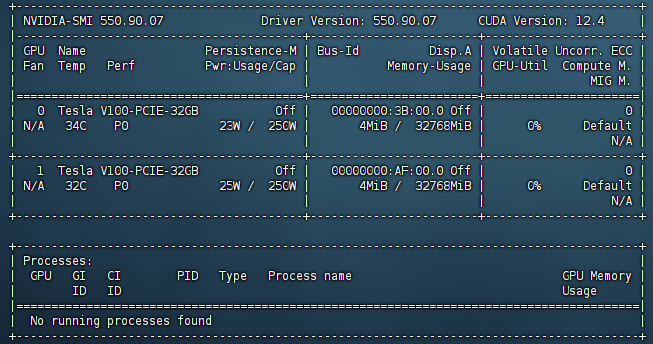 NVIDIA-SMI 550.90.07 Driver Version: 550.90.07 CUDA Version: 12.4
GPU Name Persistence-M | Bus-Id Disp.A | Volatile Uncorr. ECC
Fan Temp Perf Pwr:Usage/Cap | Memory-Usage | GPU-Util Compute M.
| | MIG M.
0 Tesla V100-PCIE-32GB Off | 00000000:3B:00.0 Off | 0
N/A 34C P0 23W / 250W | 4MiB / 32768MiB | 0% Default
| | N/A
1 Tesla V100-PCIE-32GB Off | 00000000:AF:00.0 Off | 0
N/A 32C P0 25W / 250W | 4MiB / 32768MiB | 0% Default
| | N/A
Processes:
GPU GI CI PID Type Process name GPU Memory
ID ID Usage
No running processes found